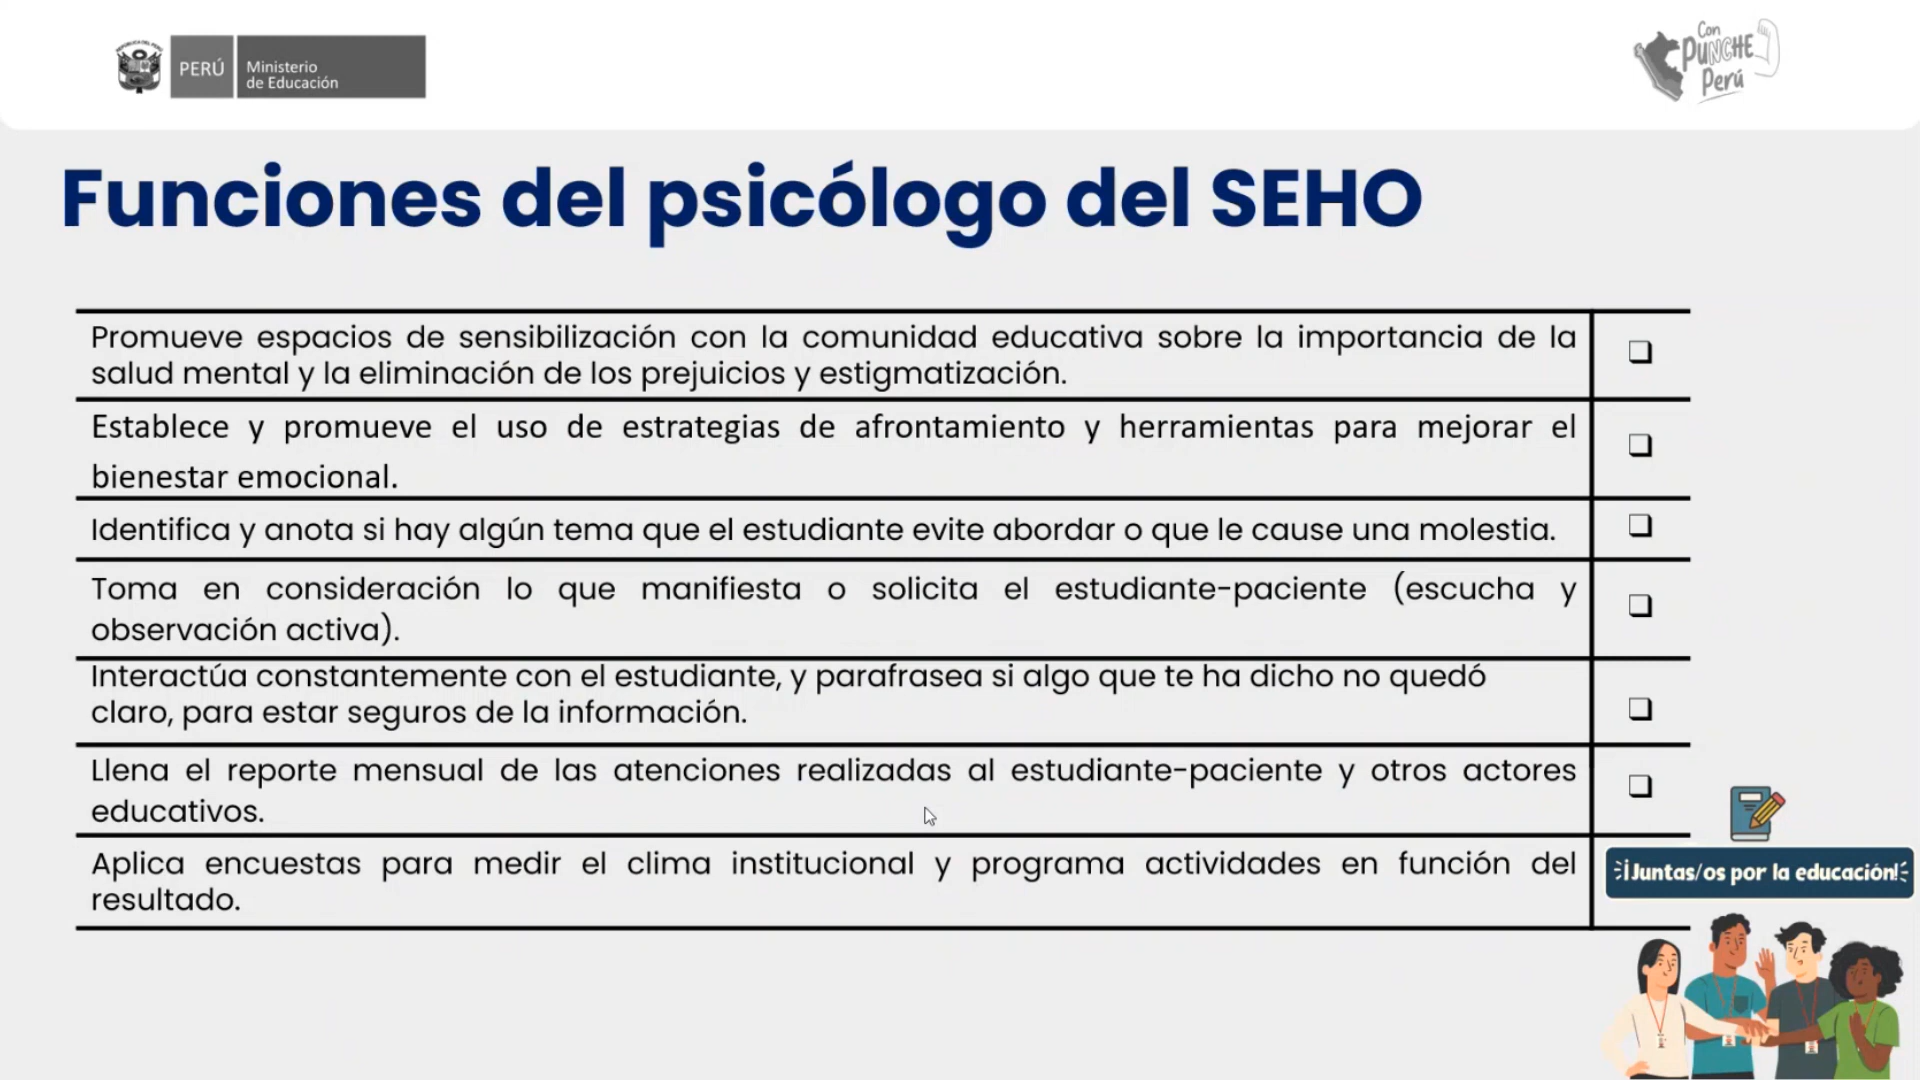 PERÚ
Ministerio
de Educación
Con
PUNCHE
Perú
Funciones del psicólogo del SEHO
Promueve espacios de sensibilización con la comunidad educativa sobre la importancia de la
salud mental y la eliminación de los prejuicios y estigmatización.
Establece y promueve el uso de estrategias de afrontamiento y herramientas para mejorar el
bienestar emocional.
Identifica y anota si hay algún tema que el estudiante evite abordar o que le cause una molestia.
Toma en consideración lo que manifiesta o solicita el estudiante-paciente (escucha y
observación activa).
Interactúa constantemente con el estudiante, y parafrasea si algo que te ha dicho no quedó
claro, para estar seguros de la información.
Llena el reporte mensual de las atenciones realizadas al estudiante-paciente y otros actores
educativos.
Aplica encuestas para medir el clima institucional y programa actividades en función del
resultado.
¡Juntas/os por la educación!